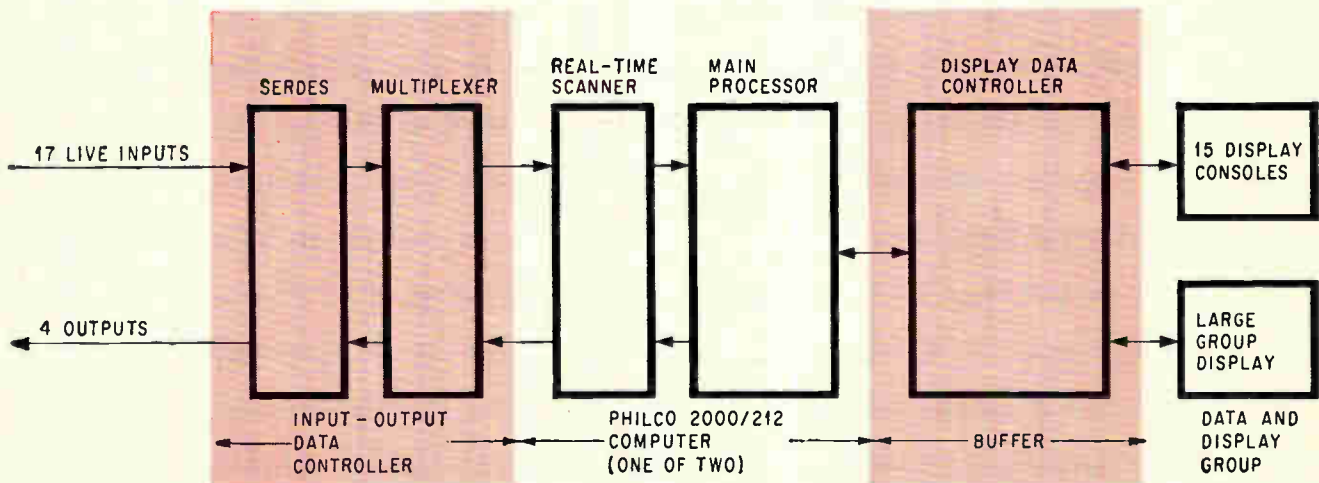 SERDES
MULTIPLEXER
REAL-TIME
SCANNER
MAIN
PROCESSOR
DISPLAY DATA
CONTROLLER
17 LIVE INPUTS
15 DISPLAY
CONSOLES
4 OUTPUTS
LARGE
GROUP
DISPLAY
INPUT-OUTPUT
DATA
CONTROLLER
PHILCO 2000/212
COMPUTER
(ONE OF TWO)
BUFFER
DATA AND
DISPLAY
GROUP